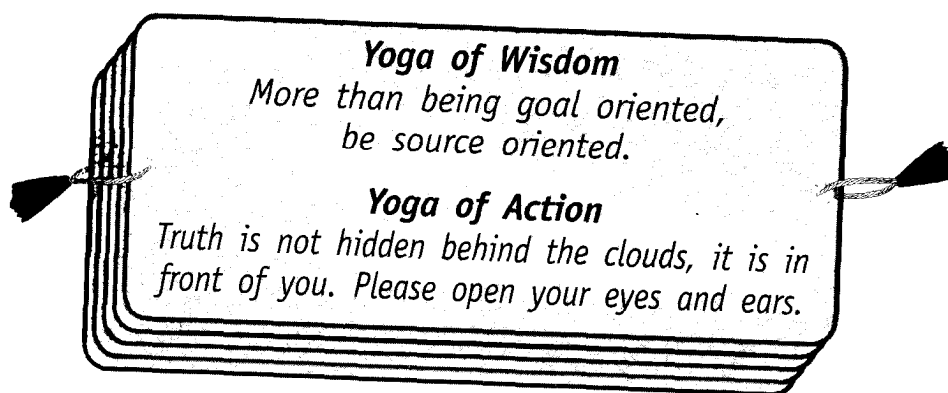 Yoga of Wisdom
More than being goal oriented,
be source oriented.
Yoga of Action
Truth is not hidden behind the clouds, it is in
front of you. Please open your eyes and ears.